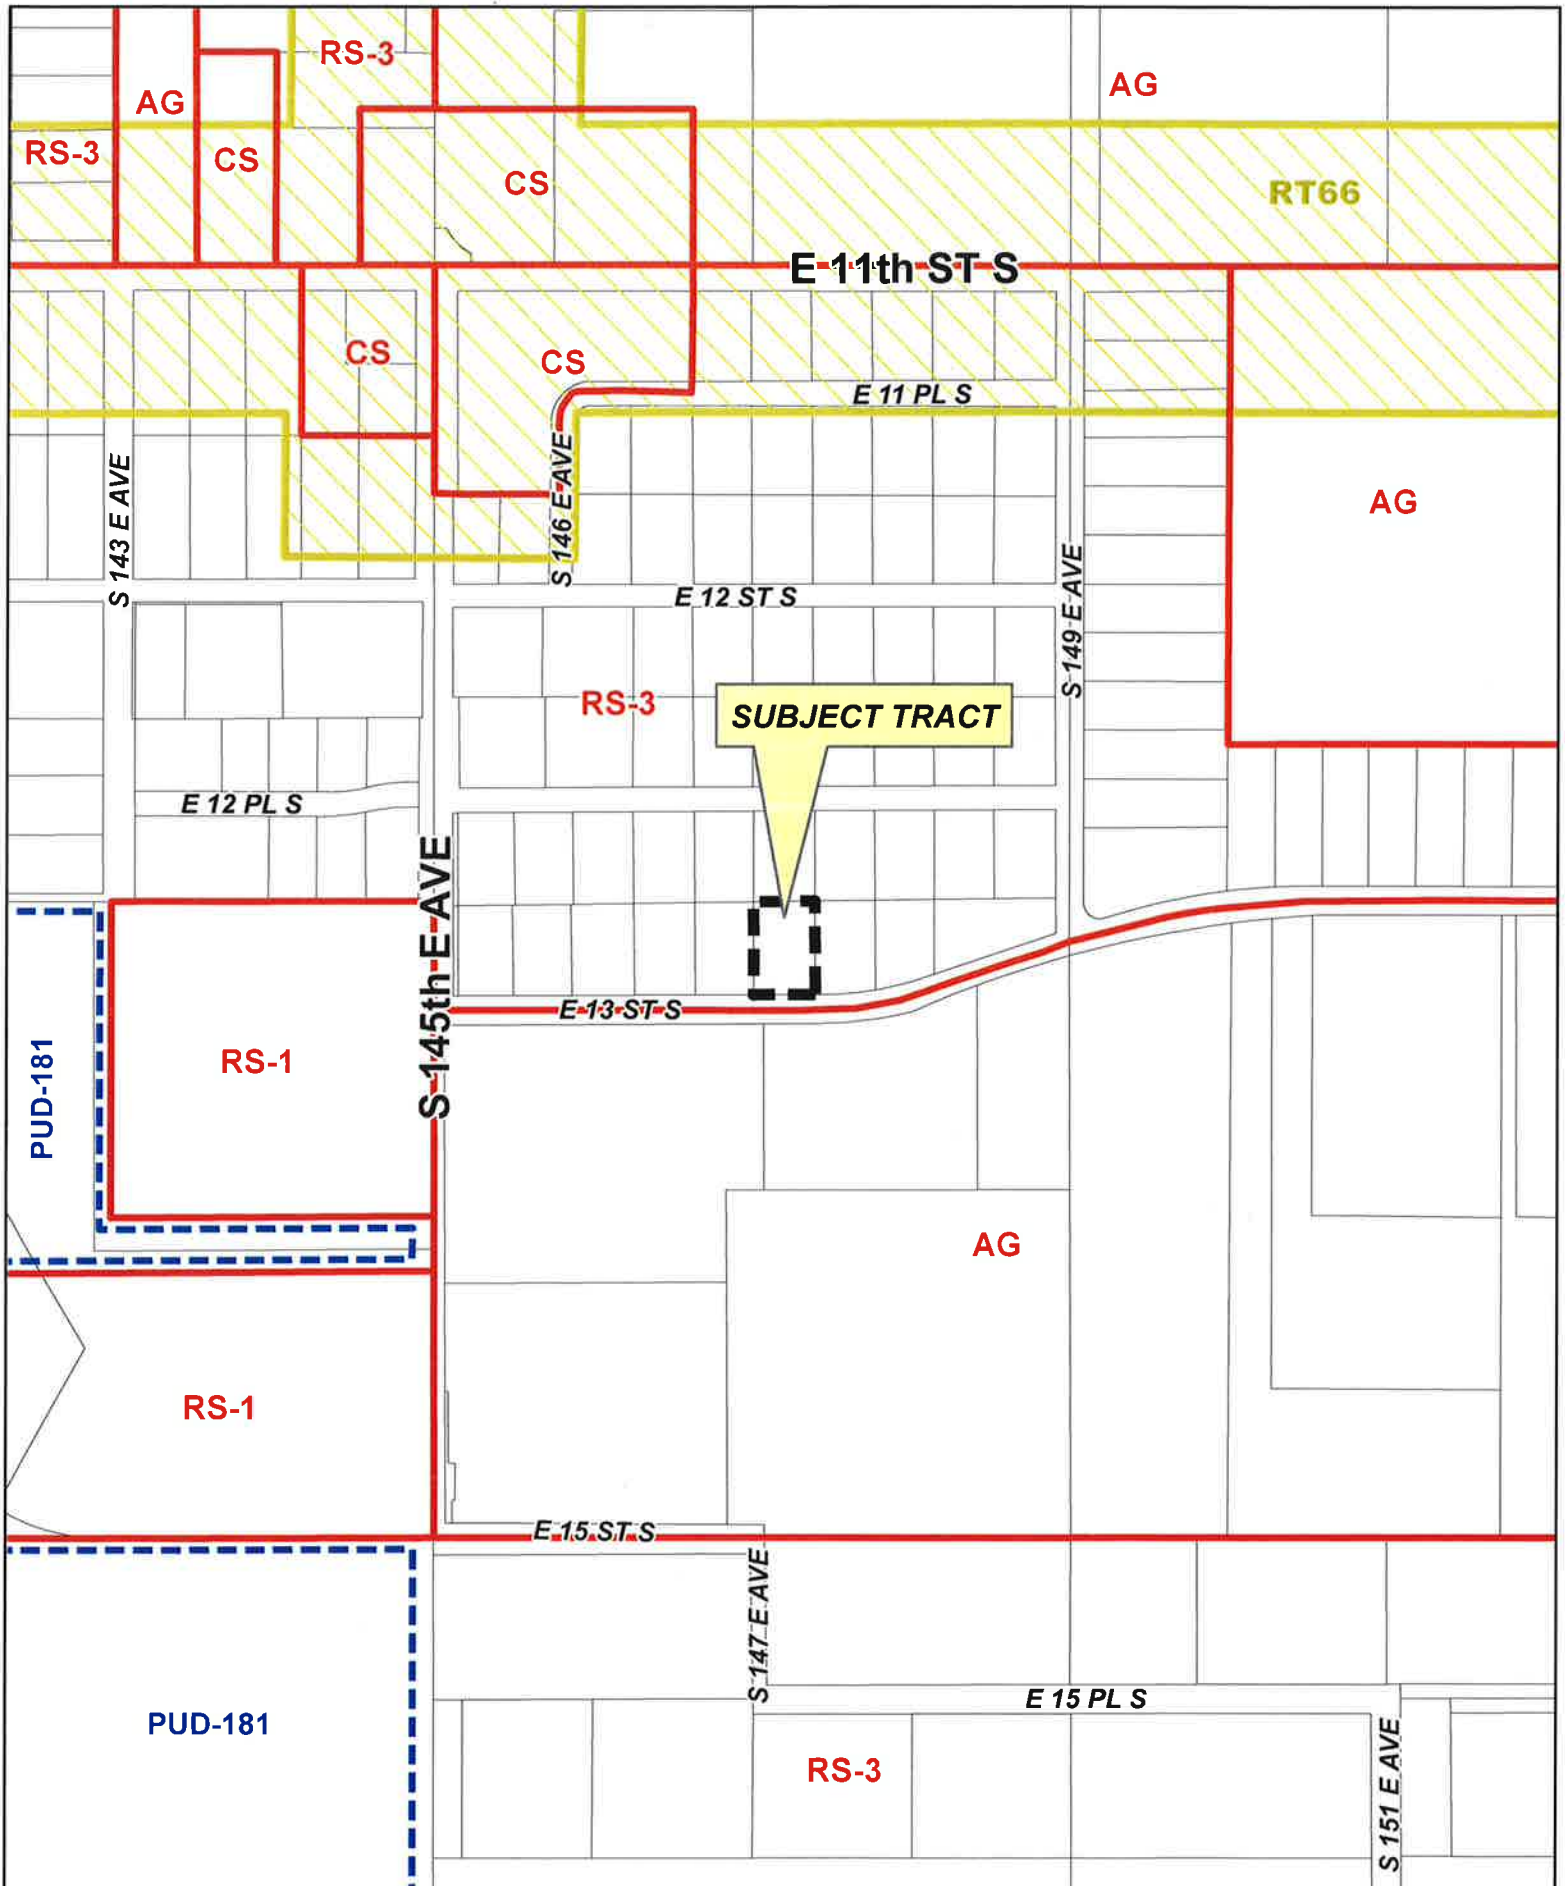 RS-3
AG
AG
RS-3
CS
CS
RT66
E 11th ST S
CS
CS
E 11 PL S
S 143 E AVE
S 146 E AVE
AG
S 149 E AVE
E 12 ST S
RS-3
SUBJECT TRACT
E 12 PL S
S 145th E AVE
E 13 ST S
PUD-181
RS-1
AG
RS-1
E 15 ST S
S 147 E AVE
E 15 PL S
PUD-181
RS-3
S 151 E AVE